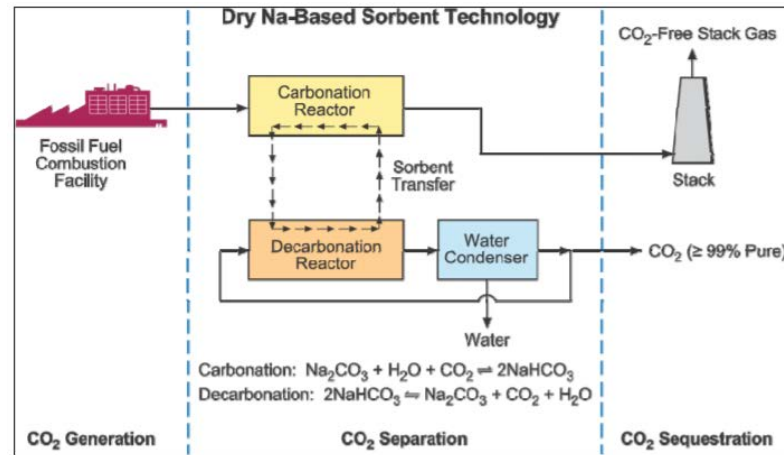 Dry Na-Based Sorbent Technology
CO₂-Free Stack Gas
Carbonation
Reactor
Fossil Fuel
Combustion
Facility
Sorbent
Transfer
Stack
Decarbonation
Reactor
Water
Condenser
CO₂ (≥ 99% Pure)
Water
Carbonation: Na₂CO₃ + H₂O + CO₂ ⇌ 2NaHCO₃
Decarbonation: 2NaHCO₃ ⇋ Na₂CO₃ + CO₂ + H₂O
CO₂ Generation
CO₂ Separation
CO₂ Sequestration